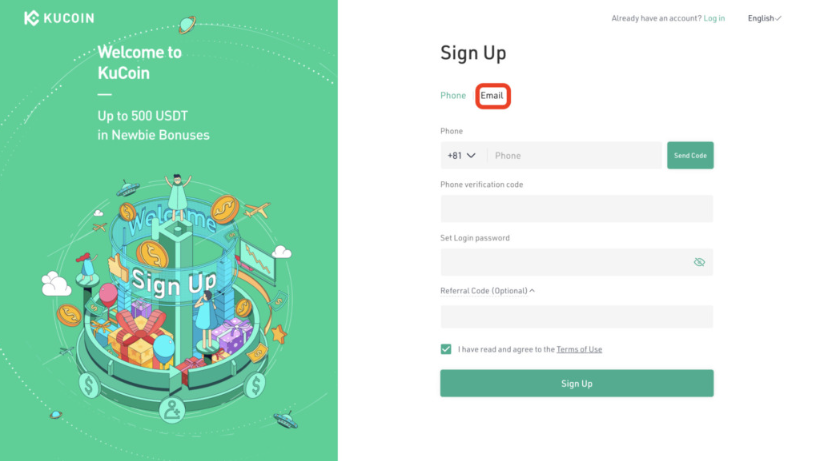 KUCOIN
Welcome to
KuCoin
Up to 500 USDT
in Newbie Bonuses
Welcome
Sign Up
Already have an account? Log in
English
Sign Up
Phone
Email
Phone
+81
Phone
Send Code
Phone verification code
Set Login password
Referral Code (Optional)
I have read and agree to the Terms of Use
Sign Up